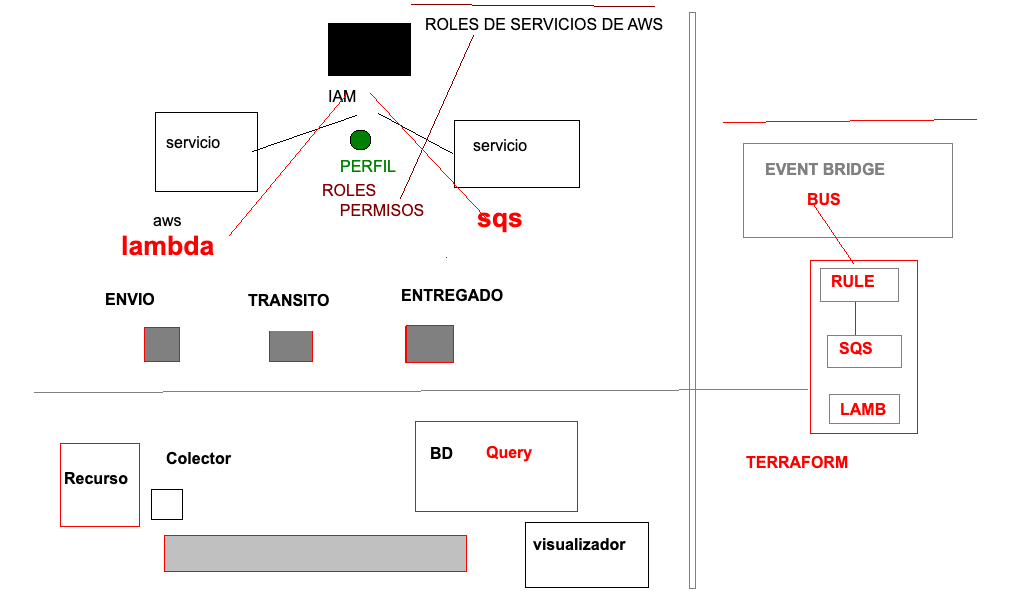 ROLES DE SERVICIOS DE AWS
IAM
servicio
servicio
PERFIL
ROLES
PERMISOS
aws
lambda
sqs
ENVIO
TRANSITO
ENTREGADO
Recurso
Colector
BD
Query
visualizador
EVENT BRIDGE
BUS
RULE
SQS
LAMB
TERRAFORM